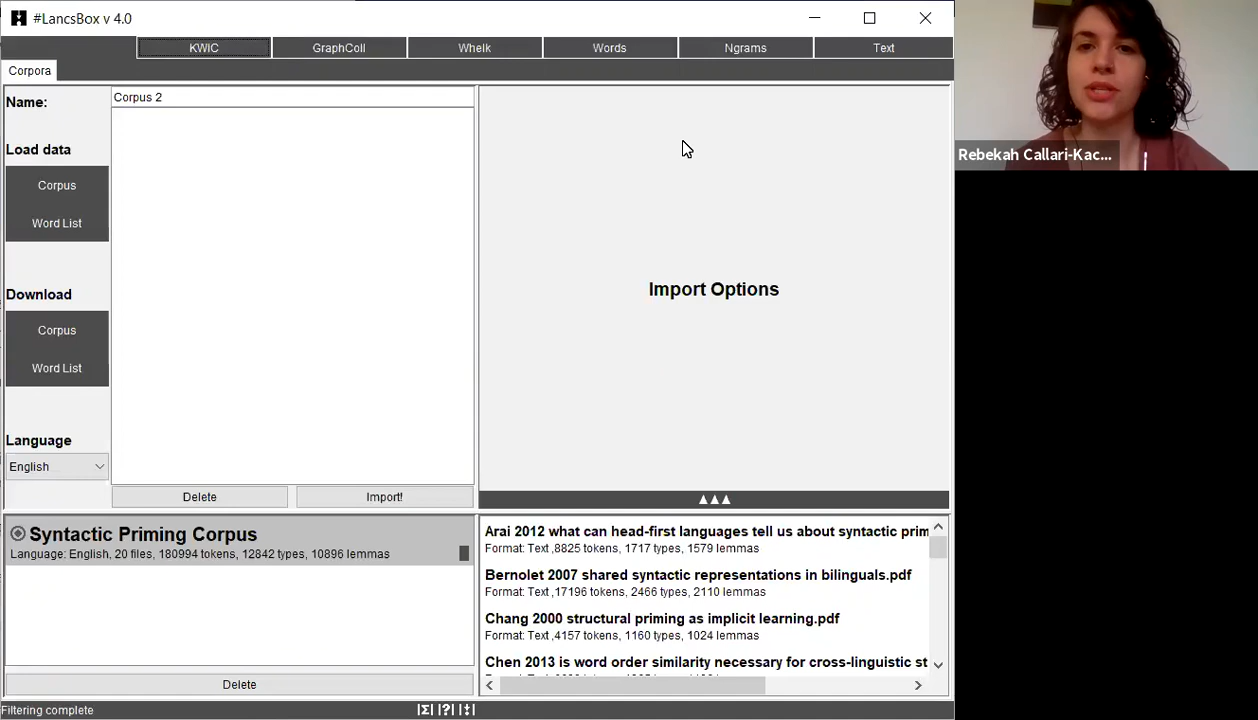 #LancsBox v 4.0
KWIC
GraphColl
Whelk
Words
Ngrams
Text
Corpora
Name:
Corpus 2
Load data
Corpus
Word List
Download
Corpus
Word List
Language
English
Delete
Import!
Import Options
Rebekah Callari-Kac...
Syntactic Priming Corpus
Language: English, 20 files, 180994 tokens, 12842 types, 10896 lemmas
Delete
Arai 2012 what can head-first languages tell us about syntactic prim
Format: Text ,8825 tokens, 1717 types, 1579 lemmas
Bernolet 2007 shared syntactic representations in bilinguals.pdf
Format: Text ,17196 tokens, 2466 types, 2110 lemmas
Chang 2000 structural priming as implicit learning.pdf
Format: Text ,4157 tokens, 1160 types, 1024 lemmas
Chen 2013 is word order similarity necessary for cross-linguistic st
Filtering complete
|Σ| |?| |‡|